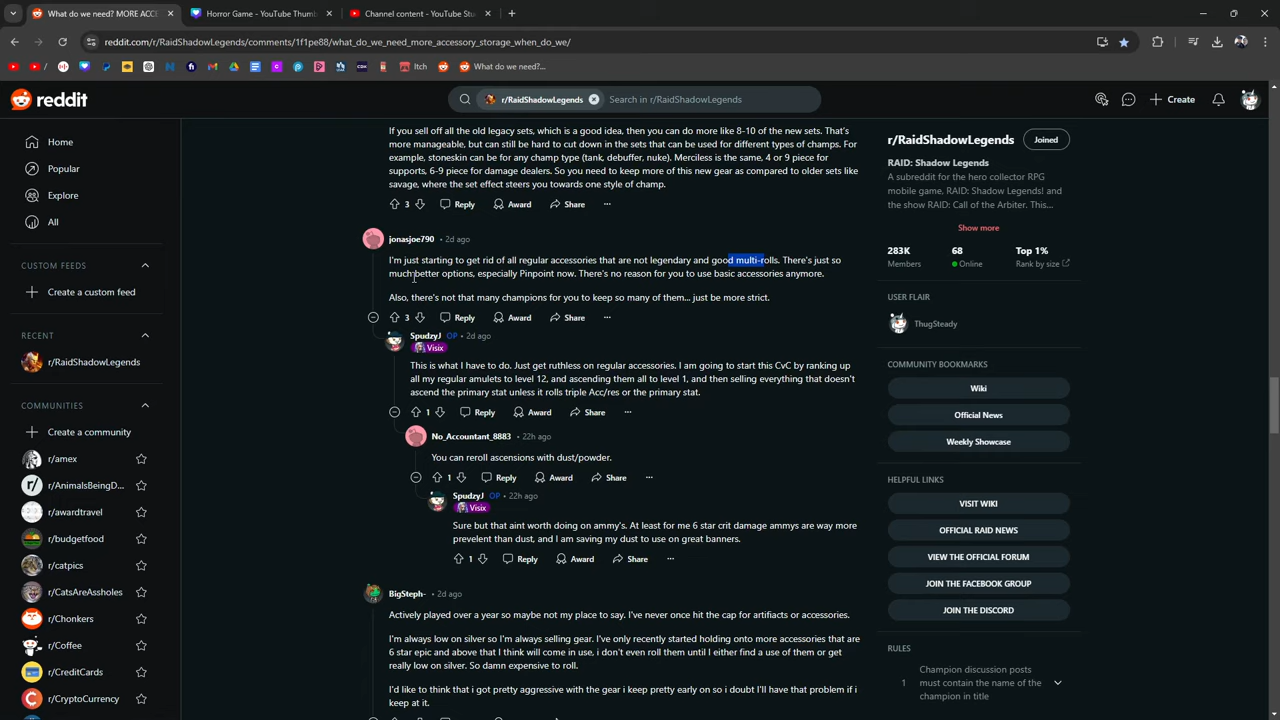 What do we need? MORE ACCE
Horror Game - YouTube Thumb
Channel content - YouTube Stu
reddit.com/r/RaidShadowLegends/comments/1f1pe88/what_do_we_need_more_accessory_storage_when_do_we/
Itch
What do we need?...
reddit
r/RaidShadowLegends
Search in r/RaidShadowLegends
Create
Home
Popular
Explore
All
CUSTOM FEEDS
Create a custom feed
RECENT
r/RaidShadowLegends
COMMUNITIES
Create a community
r/amex
r/AnimalsBeingD...
r/awardtravel
r/budgetfood
r/catpics
r/CatsAreAssholes
r/Chonkers
r/Coffee
r/CreditCards
r/CryptoCurrency
If you sell off all the old legacy sets, which is a good idea, then you can do more like 8-10 of the new sets. That's
more manageable, but can still be hard to cut down in the sets that can be used for different types of champs. For
example, stoneskin can be for any champ type (tank, debuffer, nuke). Merciless is the same, 4 or 9 piece for
supports, 6-9 piece for damage dealers. So you need to keep more of this new gear as compared to older sets like
savage, where the set effect steers you towards one style of champ.
3 Reply Award Share ...
jonasjoe790 • 2d ago
I'm just starting to get rid of all regular accessories that are not legendary and good multi-rolls. There's just so
much better options, especially Pinpoint now. There's no reason for you to use basic accessories anymore.
Also, there's not that many champions for you to keep so many of them... just be more strict.
3 Reply Award Share ...
SpudzyJ OP • 2d ago
Visix
This is what I have to do. Just get ruthless on regular accessories. I am going to start this CvC by ranking up
all my regular amulets to level 12, and ascending them all to level 1, and then selling everything that doesn't
ascend the primary stat unless it rolls triple Acc/res or the primary stat.
1 Reply Award Share ...
No_Accountant_8883 • 22h ago
You can reroll ascensions with dust/powder.
1 Reply Award Share ...
SpudzyJ OP • 22h ago
Visix
Sure but that aint worth doing on ammy's. At least for me 6 star crit damage ammys are way more
prevelent than dust, and I am saving my dust to use on great banners.
1 Reply Award Share ...
BigSteph- • 2d ago
Actively played over a year so maybe not my place to say. I've never once hit the cap for artifacts or accessories.
I'm always low on silver so I'm always selling gear. I've only recently started holding onto more accessories that are
6 star epic and above that I think will come in use, i don't even roll them until I either find a use of them or get
really low on silver. So damn expensive to roll.
I'd like to think that i got pretty aggressive with the gear i keep pretty early on so i doubt I'll have that problem if i
keep at it.
r/RaidShadowLegends
Joined
RAID: Shadow Legends
A subreddit for the hero collector RPG
mobile game, RAID: Shadow Legends! and
the show RAID: Call of the Arbiter. This...
Show more
283K 68 Top 1%
Members Online Rank by size
USER FLAIR
ThugSteady
COMMUNITY BOOKMARKS
Wiki
Official News
Weekly Showcase
HELPFUL LINKS
VISIT WIKI
OFFICIAL RAID NEWS
VIEW THE OFFICIAL FORUM
JOIN THE FACEBOOK GROUP
JOIN THE DISCORD
RULES
1 Champion discussion posts
must contain the name of the
champion in title